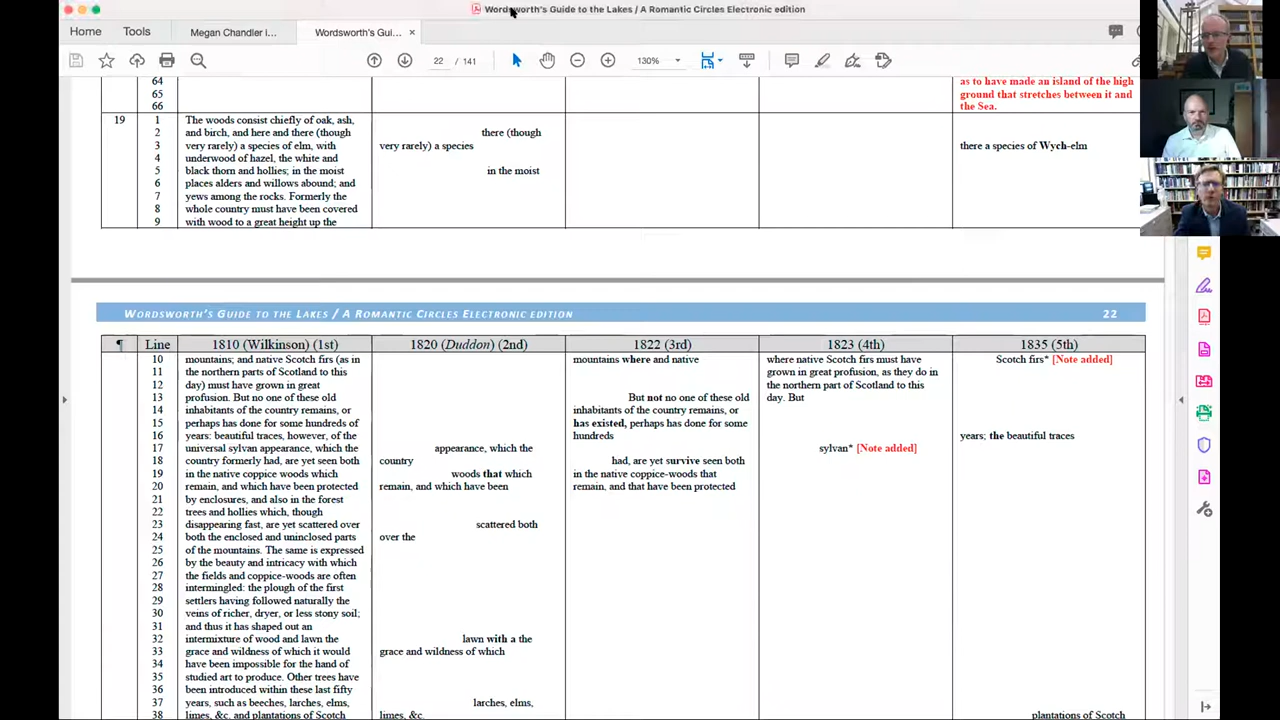 Wordsworth's Guide to the Lakes / A Romantic Circles Electronic edition
Home Tools Megan Chandler I... Wordsworth's Gui... ×
22 / 141 130%
64
65
66
as to have made an island of the high
ground that stretches between it and
the Sea.
19 1 The woods consist chiefly of oak, ash,
2 and birch, and here and there (though there (though
3 very rarely) a species of elm, with very rarely) a species there a species of Wych-elm
4 underwood of hazel, the white and
5 black thorn and hollies; in the moist in the moist
6 places alders and willows abound; and
7 yews among the rocks. Formerly the
8 whole country must have been covered
9 with wood to a great height up the
WORDSWORTH'S GUIDE TO THE LAKES / A ROMANTIC CIRCLES ELECTRONIC EDITION 22
¶ Line 1810 (Wilkinson) (1st) 1820 (Duddon) (2nd) 1822 (3rd) 1823 (4th) 1835 (5th)
10 mountains; and native Scotch firs (as in mountains where and native where native Scotch firs must have Scotch firs* [Note added]
11 the northern parts of Scotland to this grown in great profusion, as they do in
12 day) must have grown in great the northern part of Scotland to this
13 profusion. But no one of these old But not no one of these old day. But
14 inhabitants of the country remains, or inhabitants of the country remains, or
15 perhaps has done for some hundreds of has existed, perhaps has done for some
16 years: beautiful traces, however, of the hundreds years; the beautiful traces
17 universal sylvan appearance, which the appearance, which the sylvan* [Note added]
18 country formerly had, are yet seen both country had, are yet survive seen both
19 in the native coppice woods which woods that which in the native coppice-woods that
20 remain, and which have been protected remain, and which have been remain, and that have been protected
21 by enclosures, and also in the forest
22 trees and hollies which, though
23 disappearing fast, are yet scattered over scattered both
24 both the enclosed and uninclosed parts over the
25 of the mountains. The same is expressed
26 by the beauty and intricacy with which
27 the fields and coppice-woods are often
28 intermingled: the plough of the first
29 settlers having followed naturally the
30 veins of richer, dryer, or less stony soil;
31 and thus it has shaped out an
32 intermixture of wood and lawn the lawn with a the
33 grace and wildness of which it would grace and wildness of which
34 have been impossible for the hand of
35 studied art to produce. Other trees have
36 been introduced within these last fifty
37 years, such as beeches, larches, elms, larches, elms,
38 limes, &c. and plantations of Scotch limes, &c. plantations of Scotch